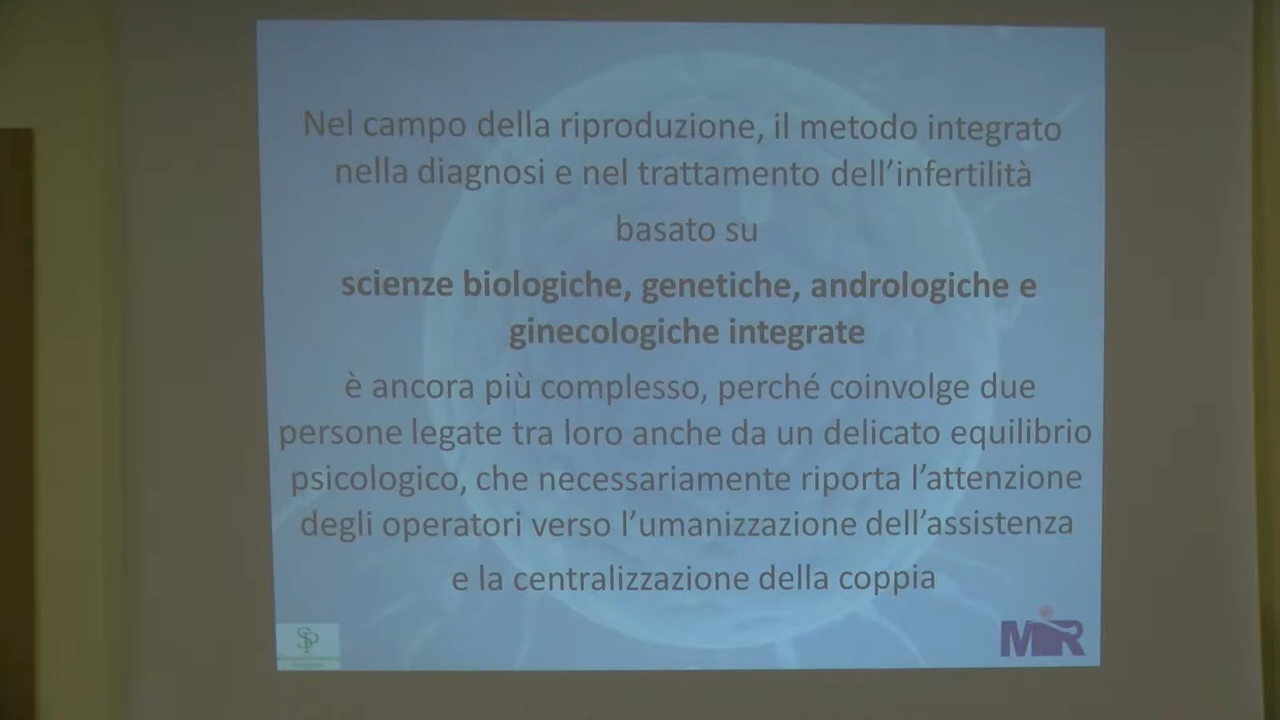 Nel campo della riproduzione, il metodo integrato
nella diagnosi e nel trattamento dell'infertilità
basato su
scienze biologiche, genetiche, andrologiche e
ginecologiche integrate
è ancora più complesso, perché coinvolge due
persone legate tra loro anche da un delicato equilibrio
psicologico, che necessariamente riporta l'attenzione
degli operatori verso l'umanizzazione dell'assistenza
e la centralizzazione della coppia
SP
MiR